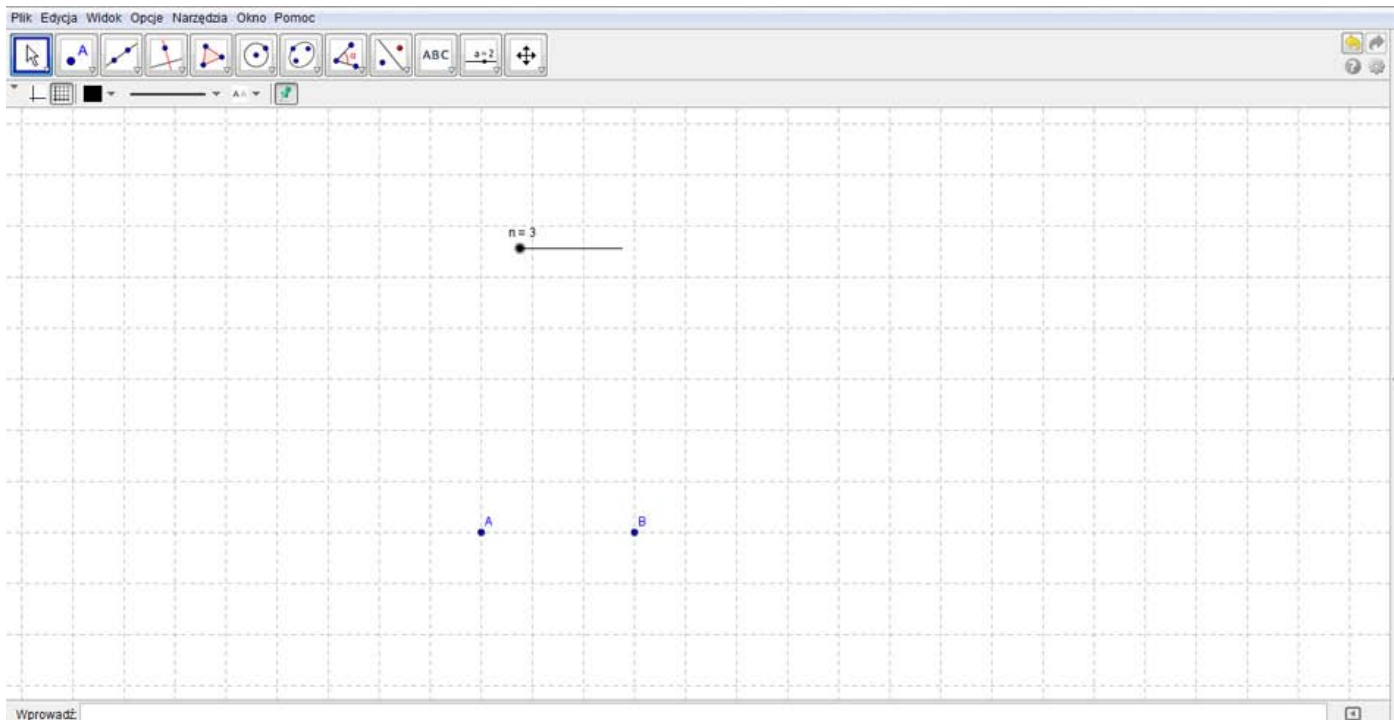 Plik Edycja Widok Opcje Narzędzia Okno Pomoc
A
ABC
a=2
n = 3
A
B
Wprowadź: